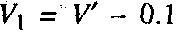 V₁ = V′ − 0.1